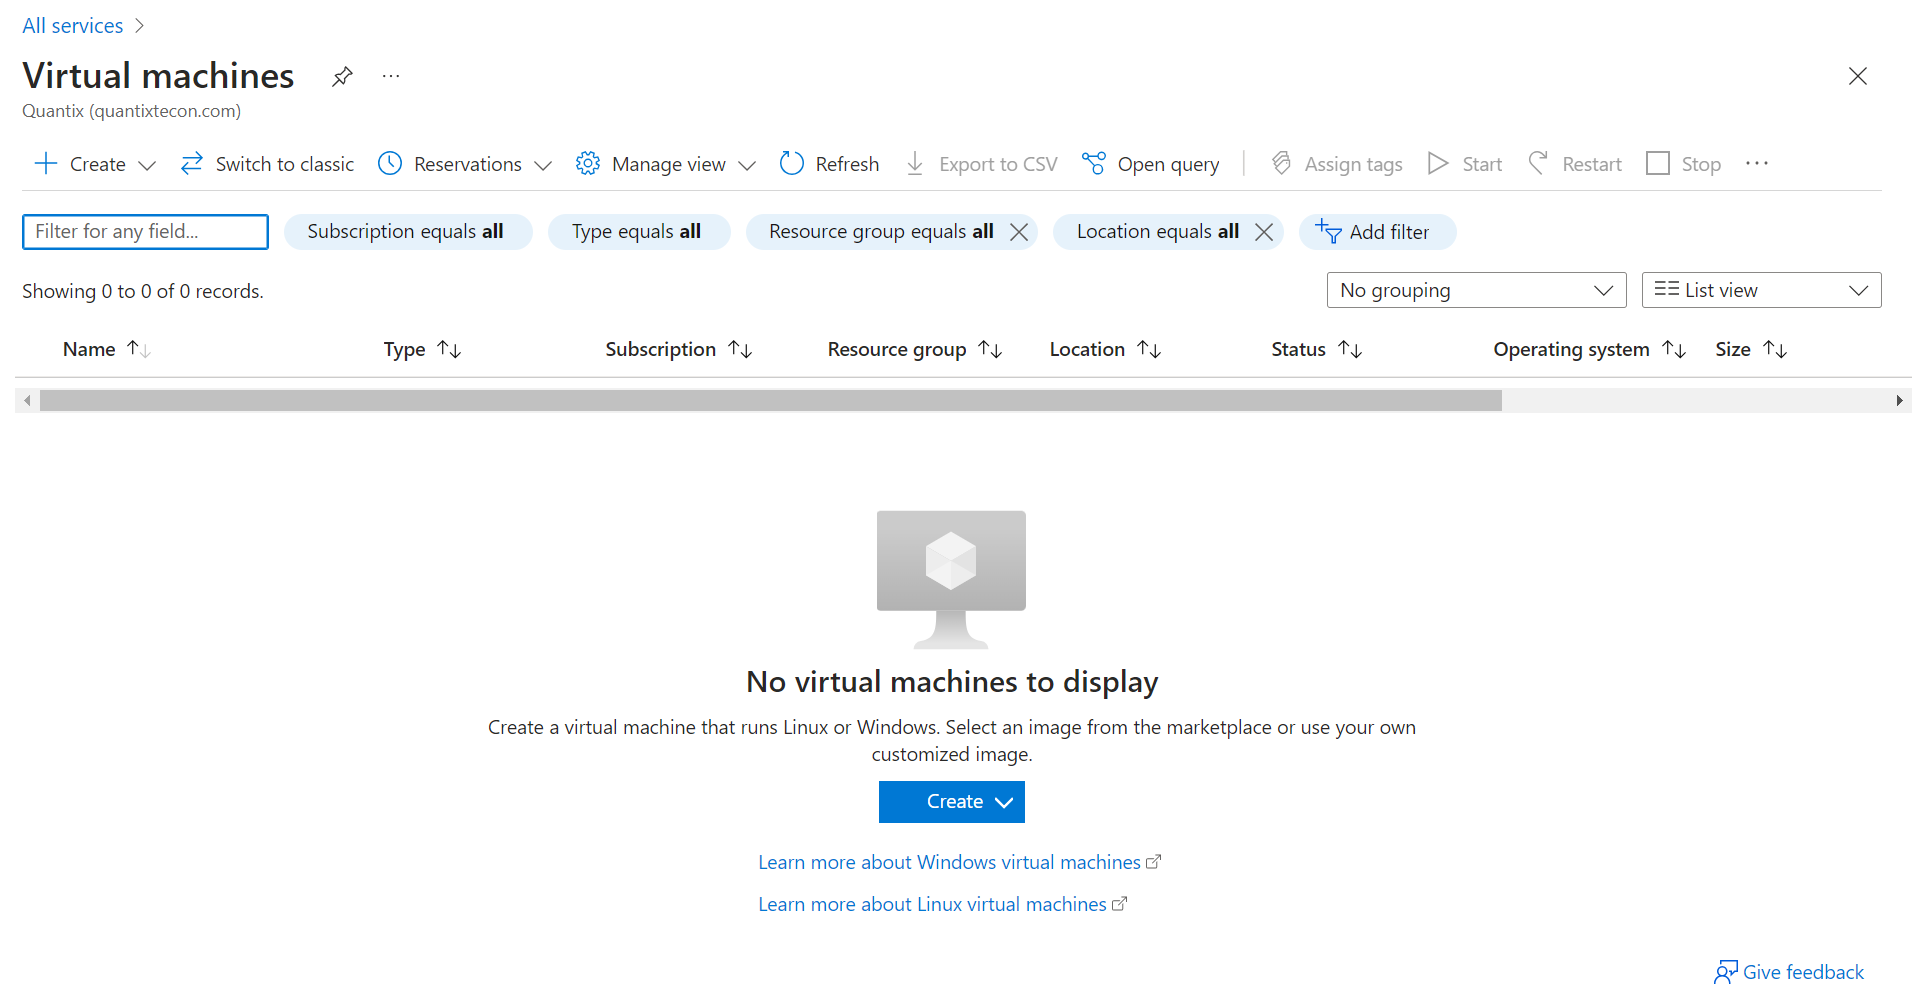 All services
Virtual machines
Quantix (quantixtecon.com)
Create Switch to classic Reservations Manage view Refresh Export to CSV Open query Assign tags Start Restart Stop
Filter for any field... Subscription equals all Type equals all Resource group equals all Location equals all Add filter
Showing 0 to 0 of 0 records. No grouping List view
Name Type Subscription Resource group Location Status Operating system Size
No virtual machines to display
Create a virtual machine that runs Linux or Windows. Select an image from the marketplace or use your own
customized image.
Create
Learn more about Windows virtual machines
Learn more about Linux virtual machines
Give feedback